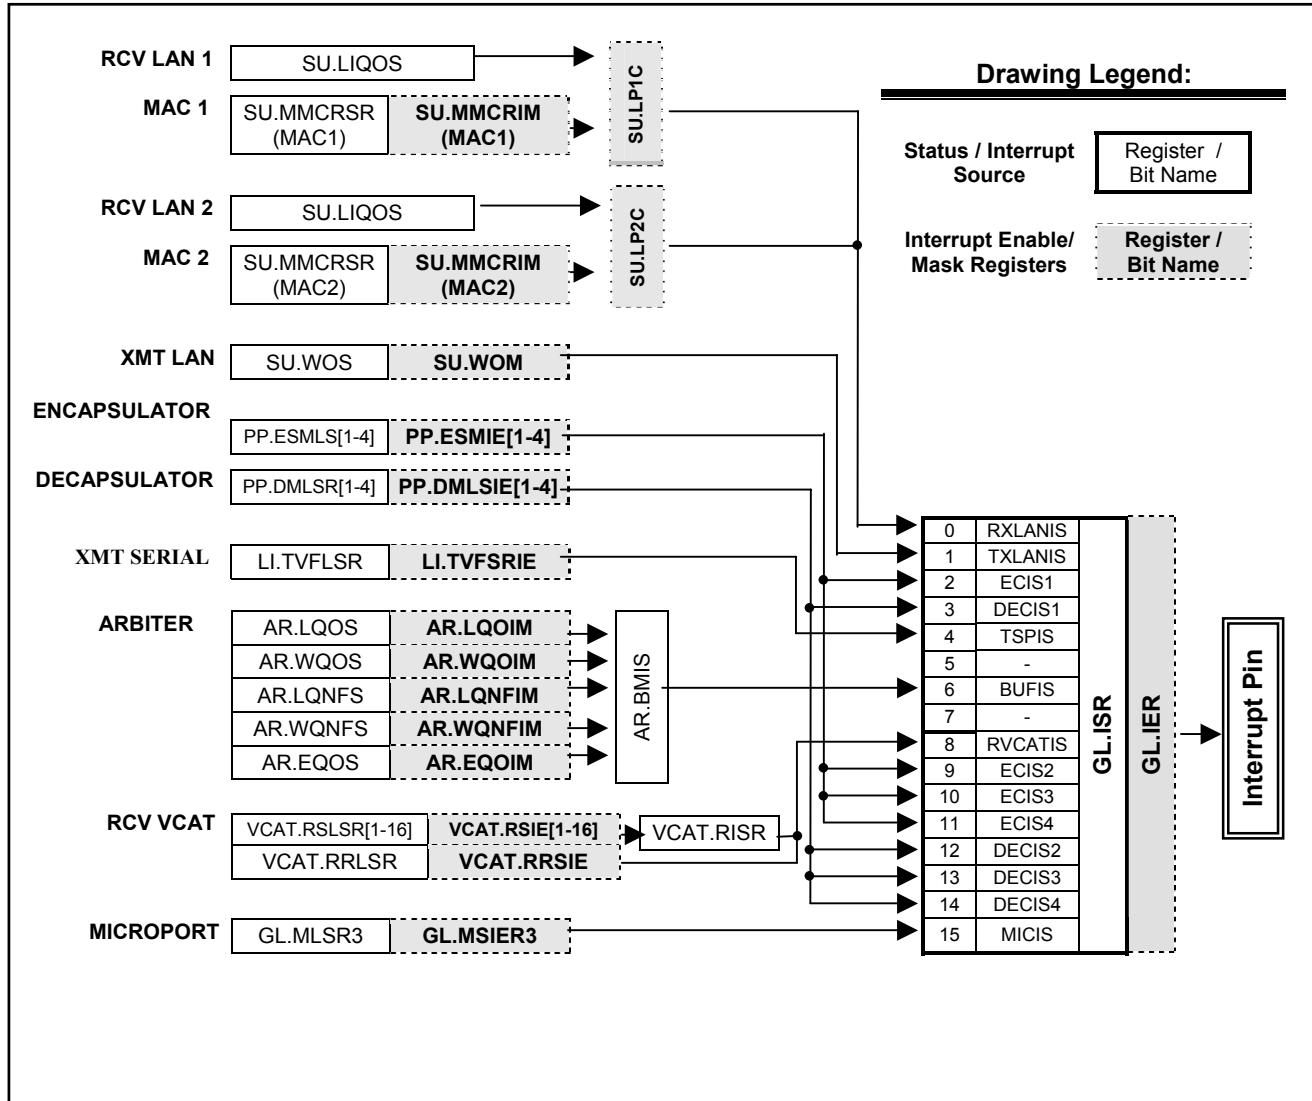 RCV LAN 1
SU.LIQOS
MAC 1
SU.MMCRSR
(MAC1)
SU.MMCRIM
(MAC1)
SU.LP1C
RCV LAN 2
SU.LIQOS
MAC 2
SU.MMCRSR
(MAC2)
SU.MMCRIM
(MAC2)
SU.LP2C
Drawing Legend:
Status / Interrupt
Source
Register /
Bit Name
Interrupt Enable/
Mask Registers
Register /
Bit Name
XMT LAN
SU.WOS
SU.WOM
ENCAPSULATOR
PP.ESMLS[1-4]
PP.ESMIE[1-4]
DECAPSULATOR
PP.DMLSR[1-4]
PP.DMLSIE[1-4]
XMT SERIAL
LI.TVFLSR
LI.TVFSRIE
ARBITER
AR.LQOS
AR.LQOIM
AR.WQOS
AR.WQOIM
AR.LQNFS
AR.LQNFIM
AR.WQNFS
AR.WQNFIM
AR.EQOS
AR.EQOIM
AR.BMIS
RCV VCAT
VCAT.RSLSR[1-16]
VCAT.RSIE[1-16]
VCAT.RISR
VCAT.RRLSR
VCAT.RRSIE
MICROPORT
GL.MLSR3
GL.MSIER3
0 RXLANIS
1 TXLANIS
2 ECIS1
3 DECIS1
4 TSPIS
5 -
6 BUFIS
7 -
8 RVCATIS
9 ECIS2
10 ECIS3
11 ECIS4
12 DECIS2
13 DECIS3
14 DECIS4
15 MICIS
GL.ISR
GL.IER
Interrupt Pin